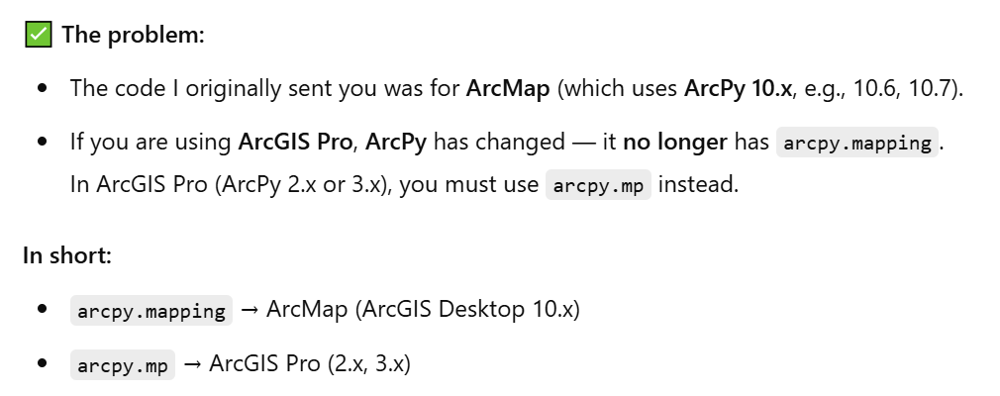 ✅ The problem:
• The code I originally sent you was for ArcMap (which uses ArcPy 10.x, e.g., 10.6, 10.7).
• If you are using ArcGIS Pro, ArcPy has changed — it no longer has arcpy.mapping.
In ArcGIS Pro (ArcPy 2.x or 3.x), you must use arcpy.mp instead.
In short:
• arcpy.mapping → ArcMap (ArcGIS Desktop 10.x)
• arcpy.mp → ArcGIS Pro (2.x, 3.x)